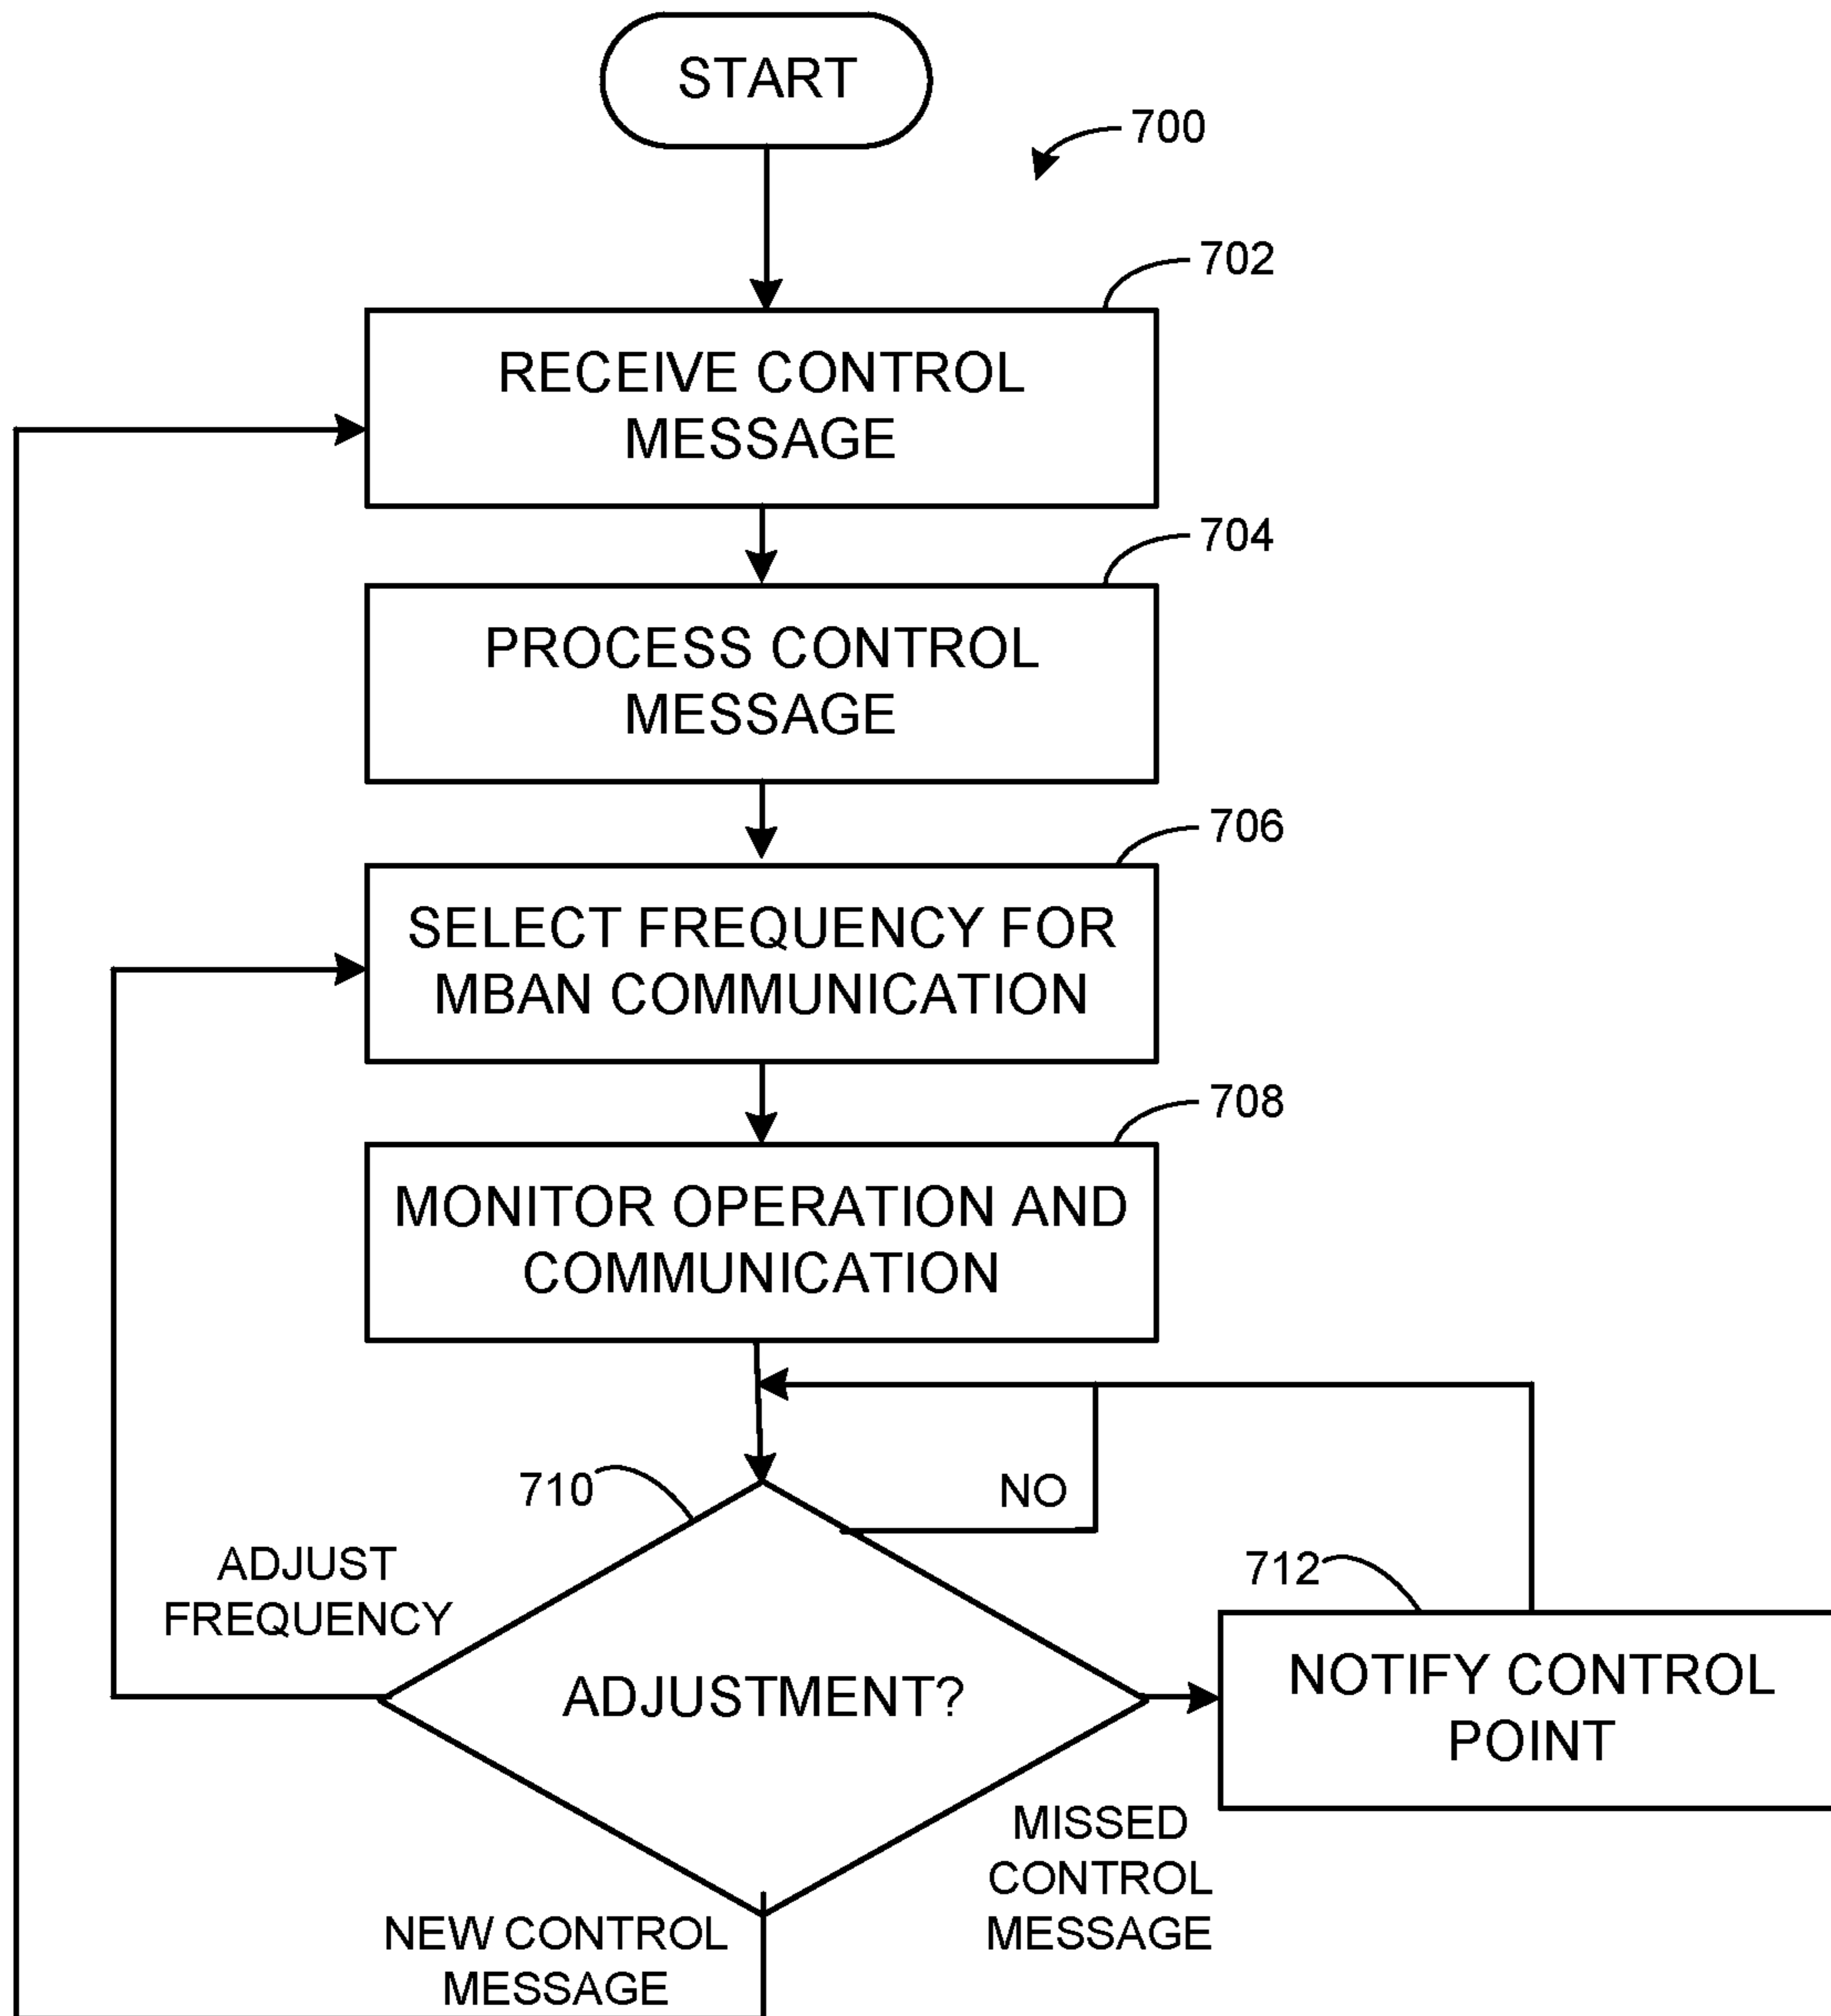 START
700
702
RECEIVE CONTROL
MESSAGE
704
PROCESS CONTROL
MESSAGE
706
SELECT FREQUENCY FOR
MBAN COMMUNICATION
708
MONITOR OPERATION AND
COMMUNICATION
710
NO
ADJUST
FREQUENCY
712
ADJUSTMENT?
NOTIFY CONTROL
POINT
MISSED
CONTROL
MESSAGE
NEW CONTROL
MESSAGE